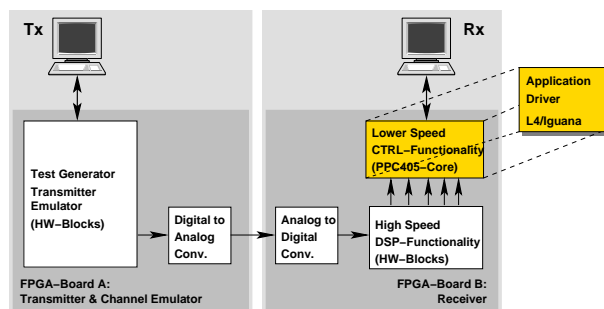 Tx
Rx
Application
Driver
L4/Iguana
Lower Speed
CTRL–Functionality
(PPC405–Core)
Test Generator
Transmitter
Emulator
(HW–Blocks)
Digital to
Analog
Conv.
Analog to
Digital
Conv.
High Speed
DSP–Functionality
(HW–Blocks)
FPGA–Board A:
Transmitter & Channel Emulator
FPGA–Board B:
Receiver